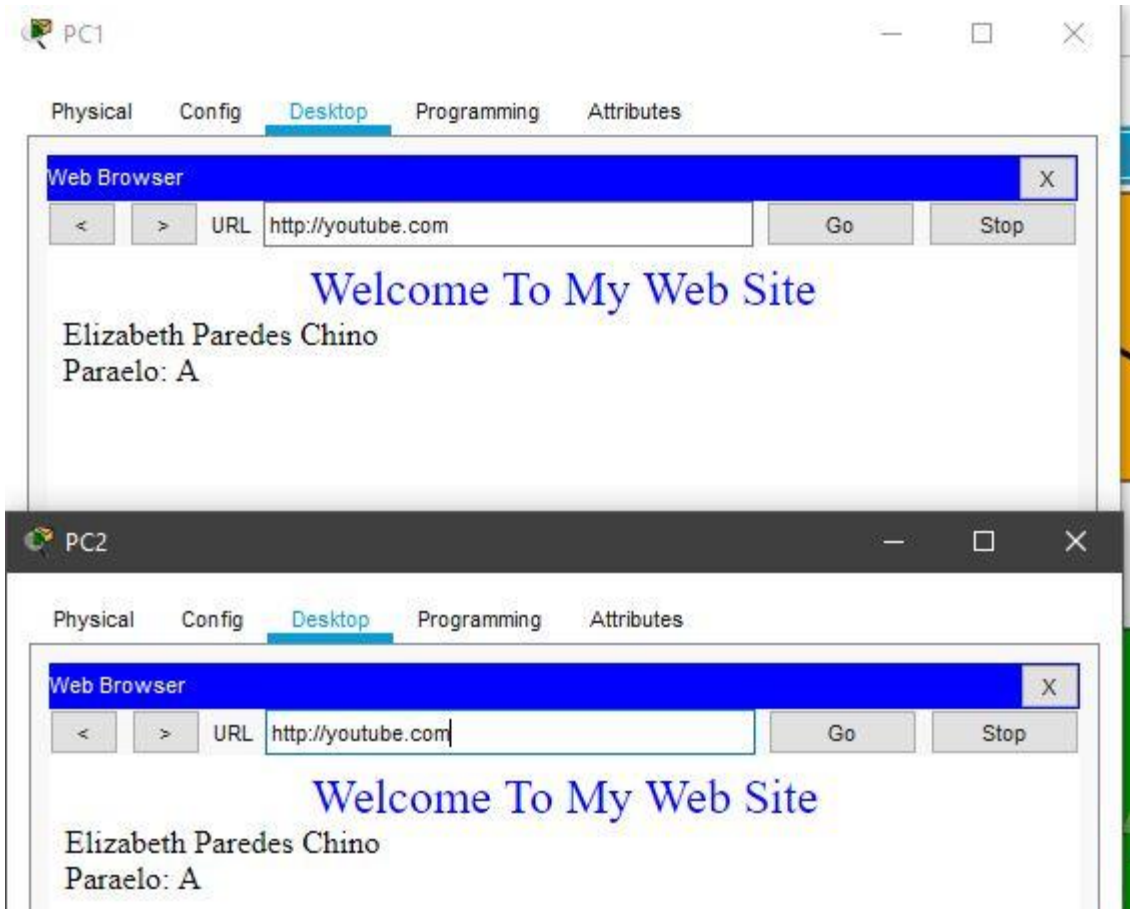 PC1
Physical Config Desktop Programming Attributes
Web Browser X
< > URL http://youtube.com Go Stop
Welcome To My Web Site
Elizabeth Paredes Chino
Paraelo: A
PC2
Physical Config Desktop Programming Attributes
Web Browser X
< > URL http://youtube.com Go Stop
Welcome To My Web Site
Elizabeth Paredes Chino
Paraelo: A